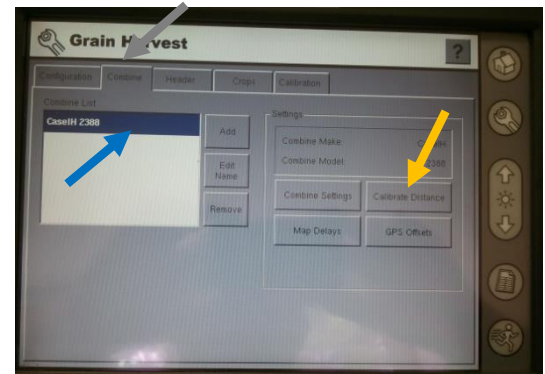 Grain Harvest
?
Configuration Combine Header Crops Calibration
Combine List
CaseIH 2388
Add
Edit
Name
Remove
Settings
Combine Make:
Combine Model: 2388
Combine Settings
Calibrate Distance
Map Delays
GPS Offsets